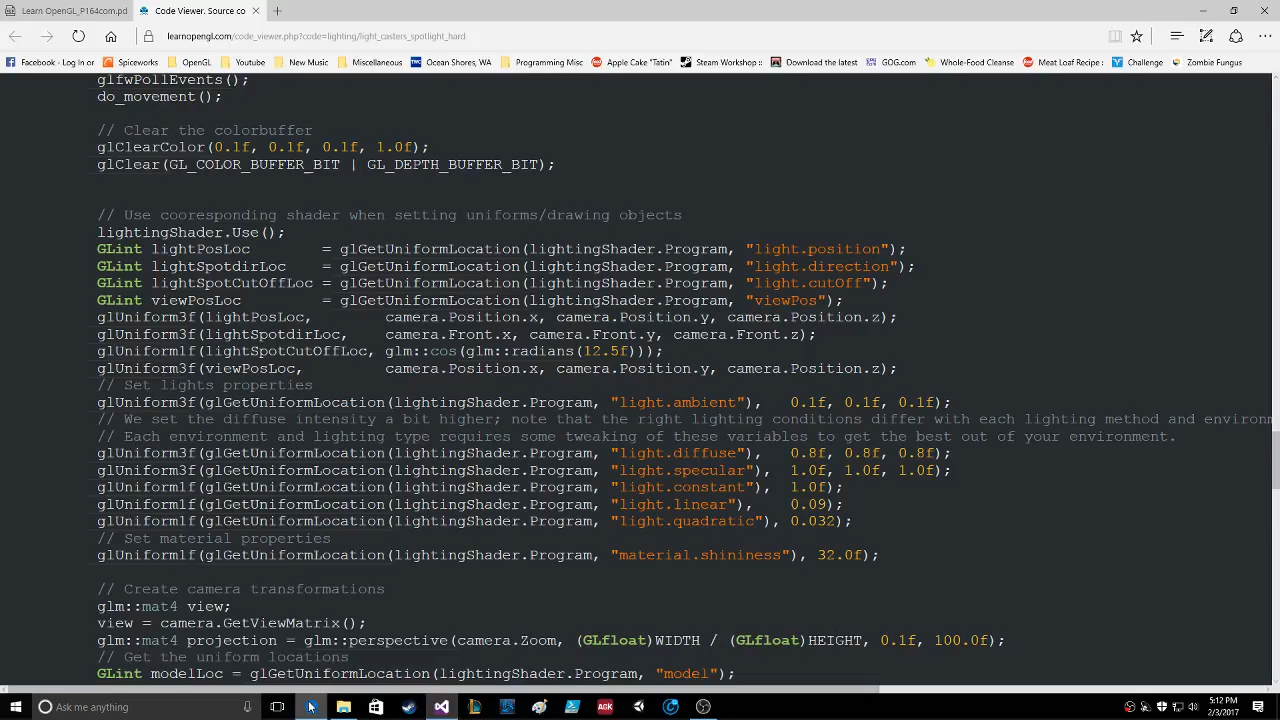 Learn OpenGL_P164com.pd
Code Viewer. Source co
learnopengl.com/code_viewer.php?code=lighting/light_casters_spotlight_hard
Facebook - Log In or
Spiceworks
OpenGL
Youtube
New Music
Miscellaneous
Ocean Shores, WA
Programming Misc
Apple Cake "Tatin"
Steam Workshop ::
Download the latest
GOG.com
Whole-Food Cleanse
Meat Loaf Recipe :
Challenge
Zombie Fungus
glfwPollEvents();
do_movement();
// Clear the colorbuffer
glClearColor(0.1f, 0.1f, 0.1f, 1.0f);
glClear(GL_COLOR_BUFFER_BIT | GL_DEPTH_BUFFER_BIT);
// Use cooresponding shader when setting uniforms/drawing objects
lightingShader.Use();
GLint lightPosLoc        = glGetUniformLocation(lightingShader.Program, "light.position");
GLint lightSpotdirLoc    = glGetUniformLocation(lightingShader.Program, "light.direction");
GLint lightSpotCutOffLoc = glGetUniformLocation(lightingShader.Program, "light.cutOff");
GLint viewPosLoc         = glGetUniformLocation(lightingShader.Program, "viewPos");
glUniform3f(lightPosLoc,        camera.Position.x, camera.Position.y, camera.Position.z);
glUniform3f(lightSpotdirLoc,    camera.Front.x, camera.Front.y, camera.Front.z);
glUniform1f(lightSpotCutOffLoc, glm::cos(glm::radians(12.5f)));
glUniform3f(viewPosLoc,         camera.Position.x, camera.Position.y, camera.Position.z);
// Set lights properties
glUniform3f(glGetUniformLocation(lightingShader.Program, "light.ambient"),   0.1f, 0.1f, 0.1f);
// We set the diffuse intensity a bit higher; note that the right lighting conditions differ with each lighting method and environm
// Each environment and lighting type requires some tweaking of these variables to get the best out of your environment.
glUniform3f(glGetUniformLocation(lightingShader.Program, "light.diffuse"),   0.8f, 0.8f, 0.8f);
glUniform3f(glGetUniformLocation(lightingShader.Program, "light.specular"),  1.0f, 1.0f, 1.0f);
glUniform1f(glGetUniformLocation(lightingShader.Program, "light.constant"),  1.0f);
glUniform1f(glGetUniformLocation(lightingShader.Program, "light.linear"),    0.09);
glUniform1f(glGetUniformLocation(lightingShader.Program, "light.quadratic"), 0.032);
// Set material properties
glUniform1f(glGetUniformLocation(lightingShader.Program, "material.shininess"), 32.0f);
// Create camera transformations
glm::mat4 view;
view = camera.GetViewMatrix();
glm::mat4 projection = glm::perspective(camera.Zoom, (GLfloat)WIDTH / (GLfloat)HEIGHT, 0.1f, 100.0f);
// Get the uniform locations
GLint modelLoc = glGetUniformLocation(lightingShader.Program, "model");
Ask me anything
AGK
5:12 PM
2/3/2017